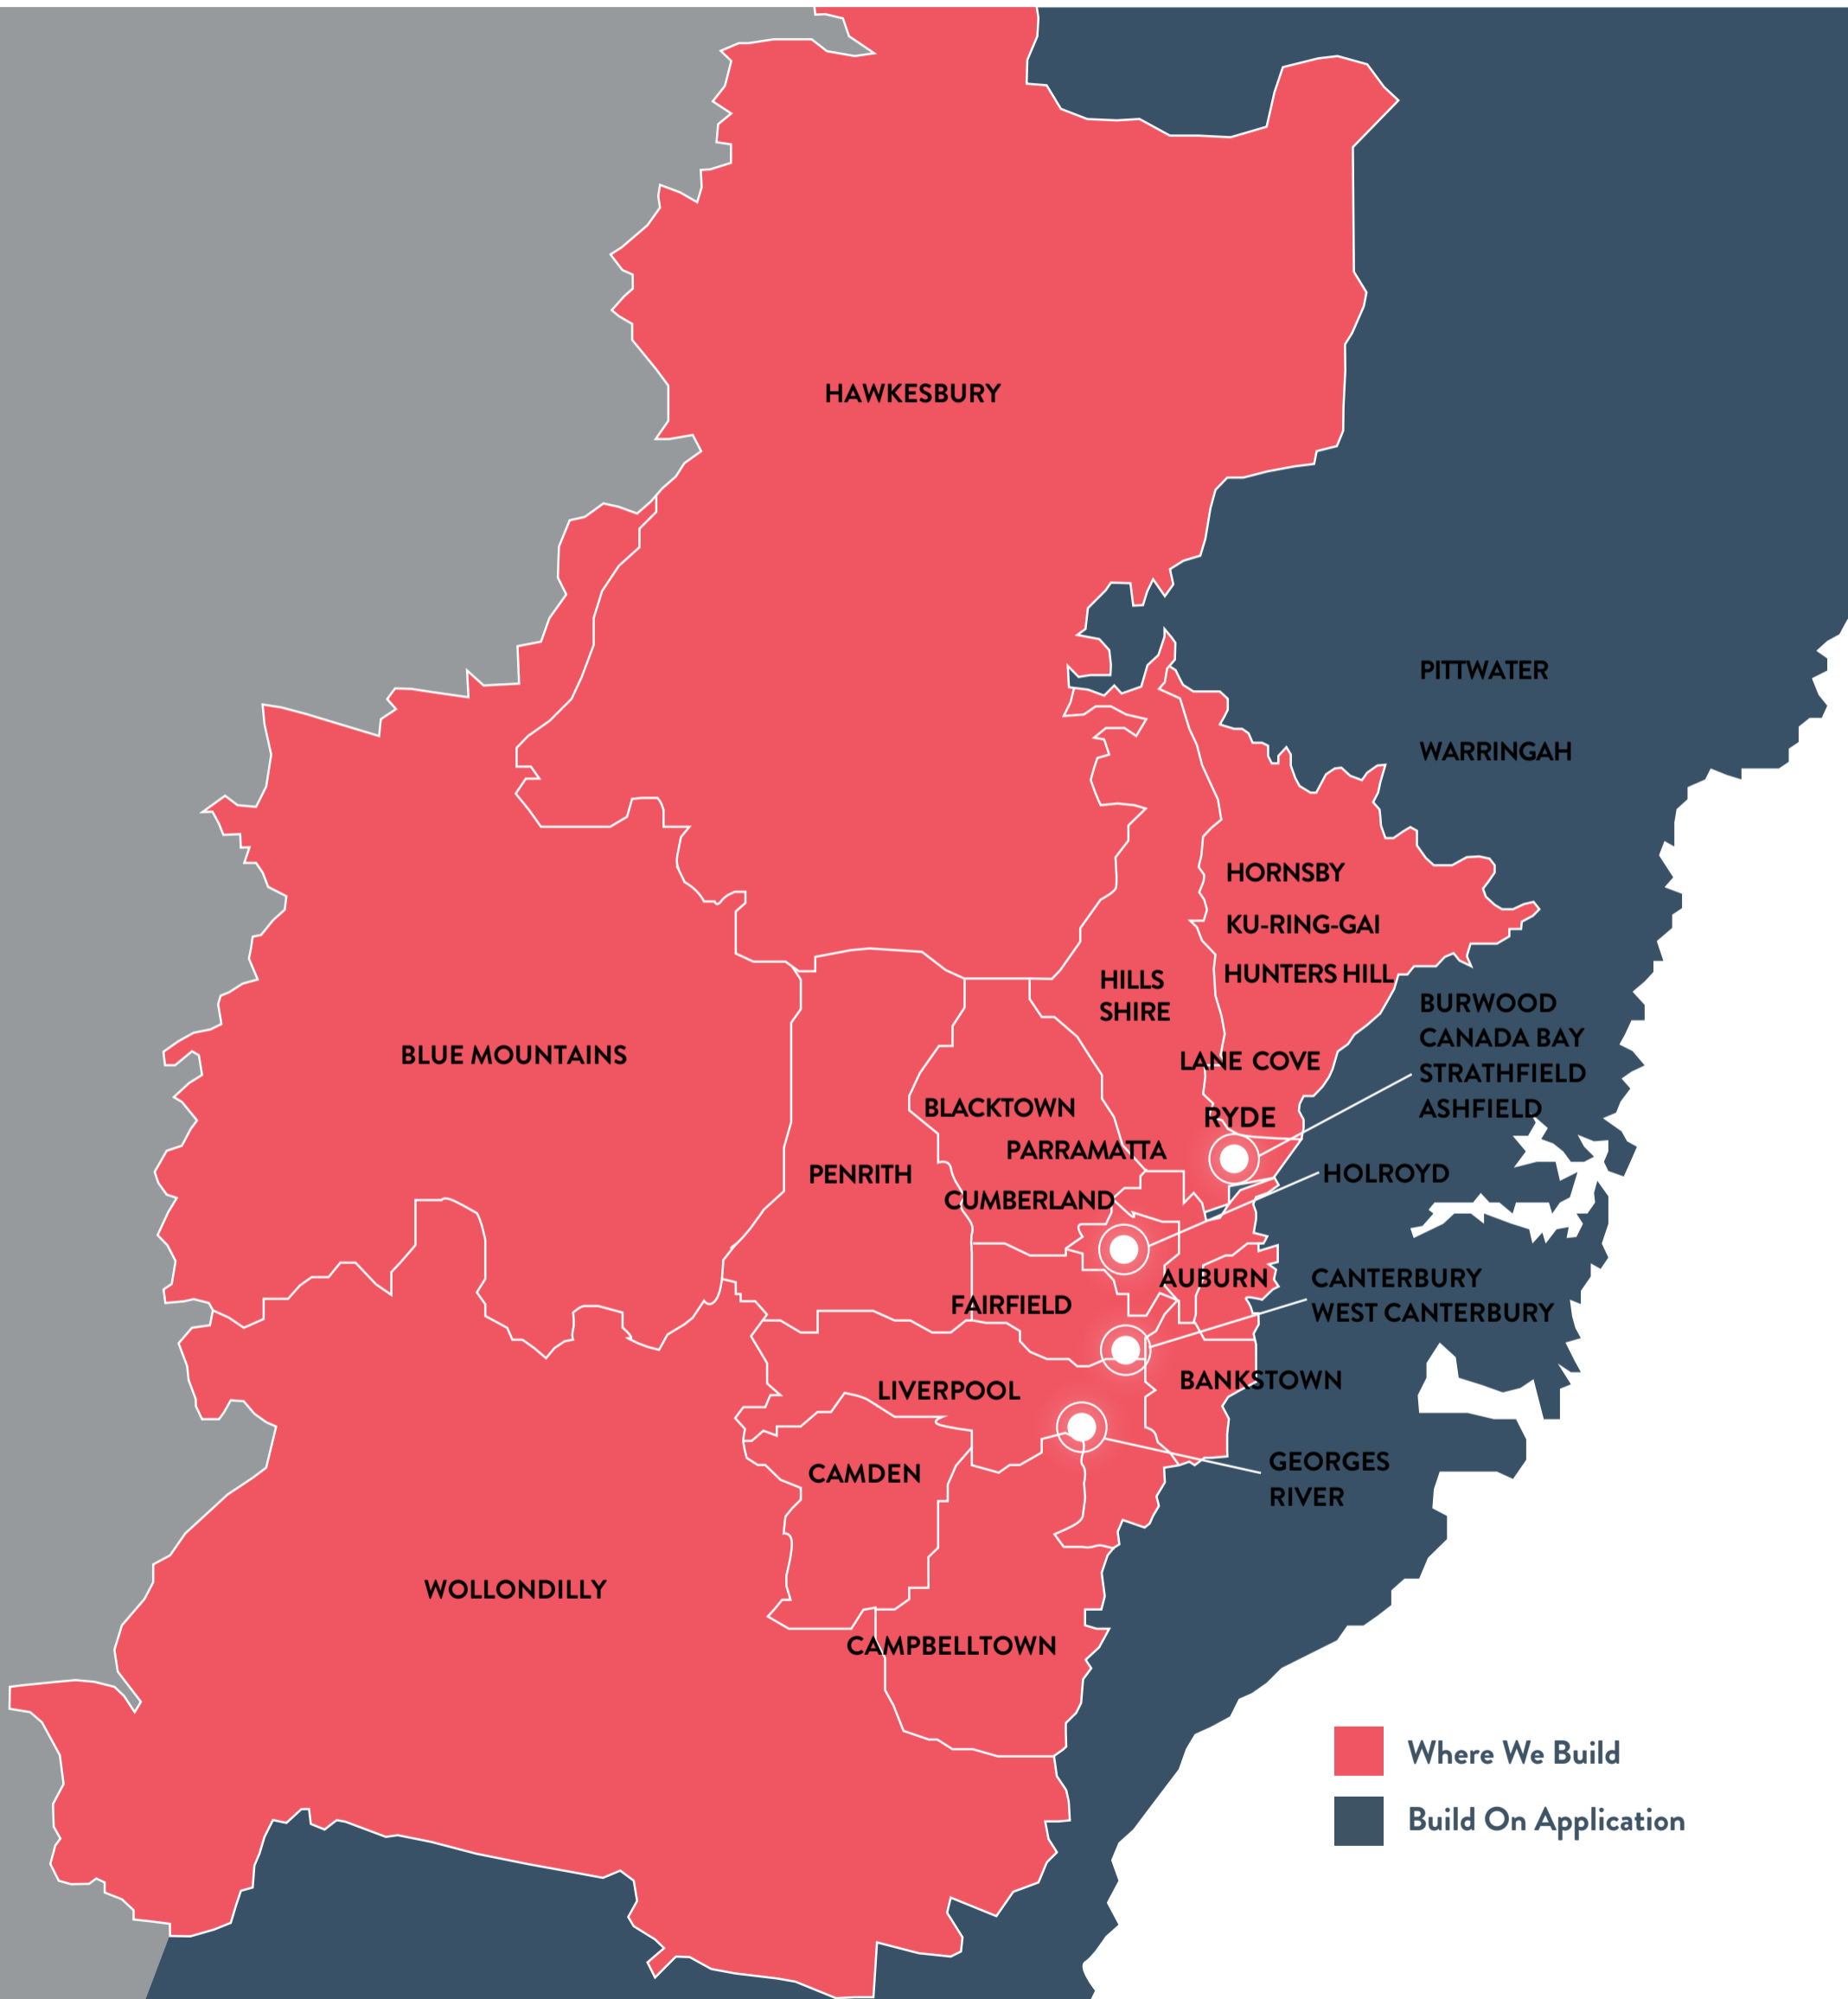 HAWKESBURY
PITTWATER
WARRINGAH
HORNSBY
KU-RING-GAI
HUNTERS HILL
HILLS
SHIRE
BURWOOD
CANADA BAY
STRATHFIELD
ASHFIELD
BLUE MOUNTAINS
LANE COVE
BLACKTOWN
RYDE
PARRAMATTA
PENRITH
HOLROYD
CUMBERLAND
AUBURN
CANTERBURY
WEST CANTERBURY
FAIRFIELD
BANKSTOWN
LIVERPOOL
GEORGES
RIVER
CAMDEN
WOLLONDILLY
CAMPBELLTOWN
Where We Build
Build On Application